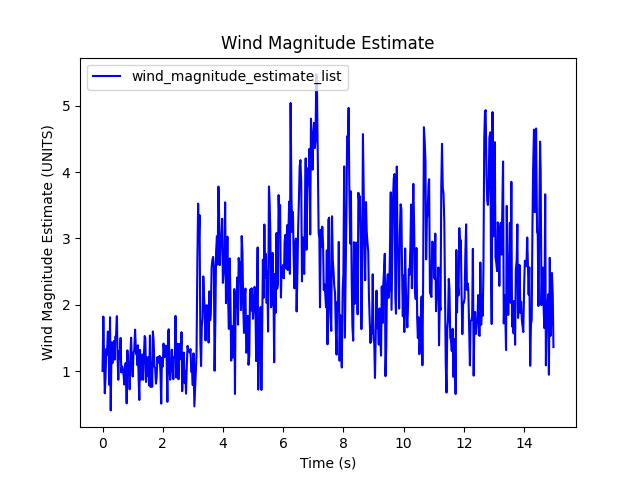 Wind Magnitude Estimate
wind_magnitude_estimate_list
Wind Magnitude Estimate (UNITS)
5
4
3
2
1
0 2 4 6 8 10 12 14
Time (s)